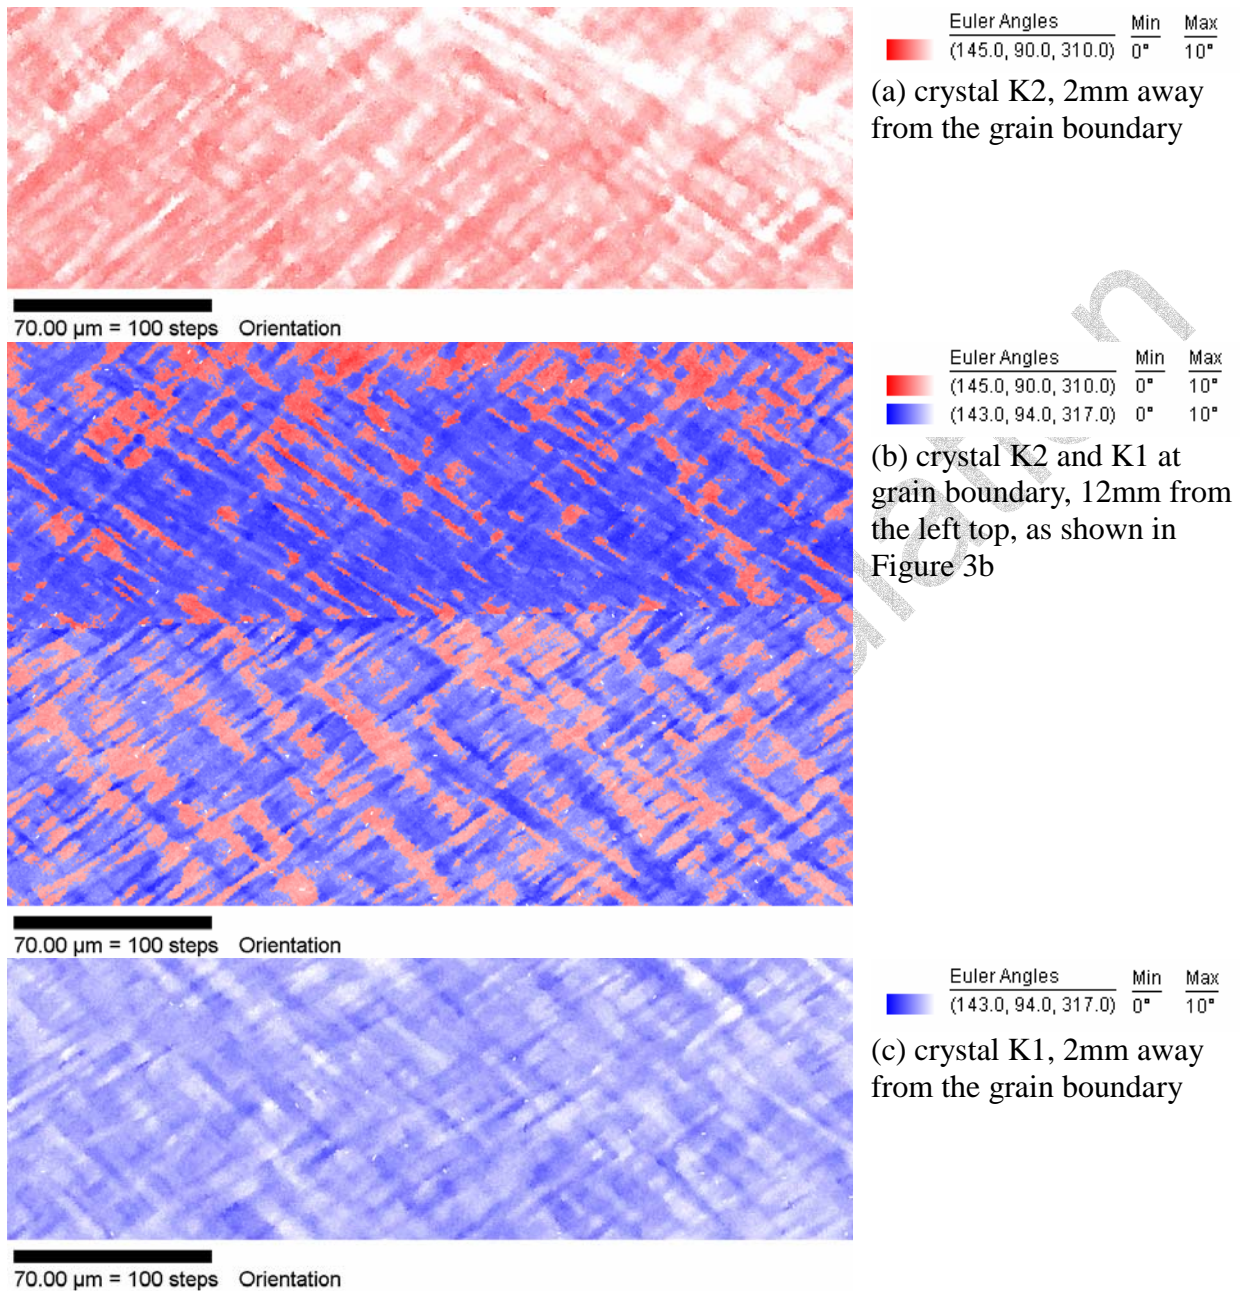 Euler Angles Min Max
(145.0, 90.0, 310.0) 0° 10°
(a) crystal K2, 2mm away
from the grain boundary
70.00 µm = 100 steps Orientation
Euler Angles Min Max
(145.0, 90.0, 310.0) 0° 10°
(143.0, 94.0, 317.0) 0° 10°
(b) crystal K2 and K1 at
grain boundary, 12mm from
the left top, as shown in
Figure 3b
70.00 µm = 100 steps Orientation
Euler Angles Min Max
(143.0, 94.0, 317.0) 0° 10°
(c) crystal K1, 2mm away
from the grain boundary
70.00 µm = 100 steps Orientation